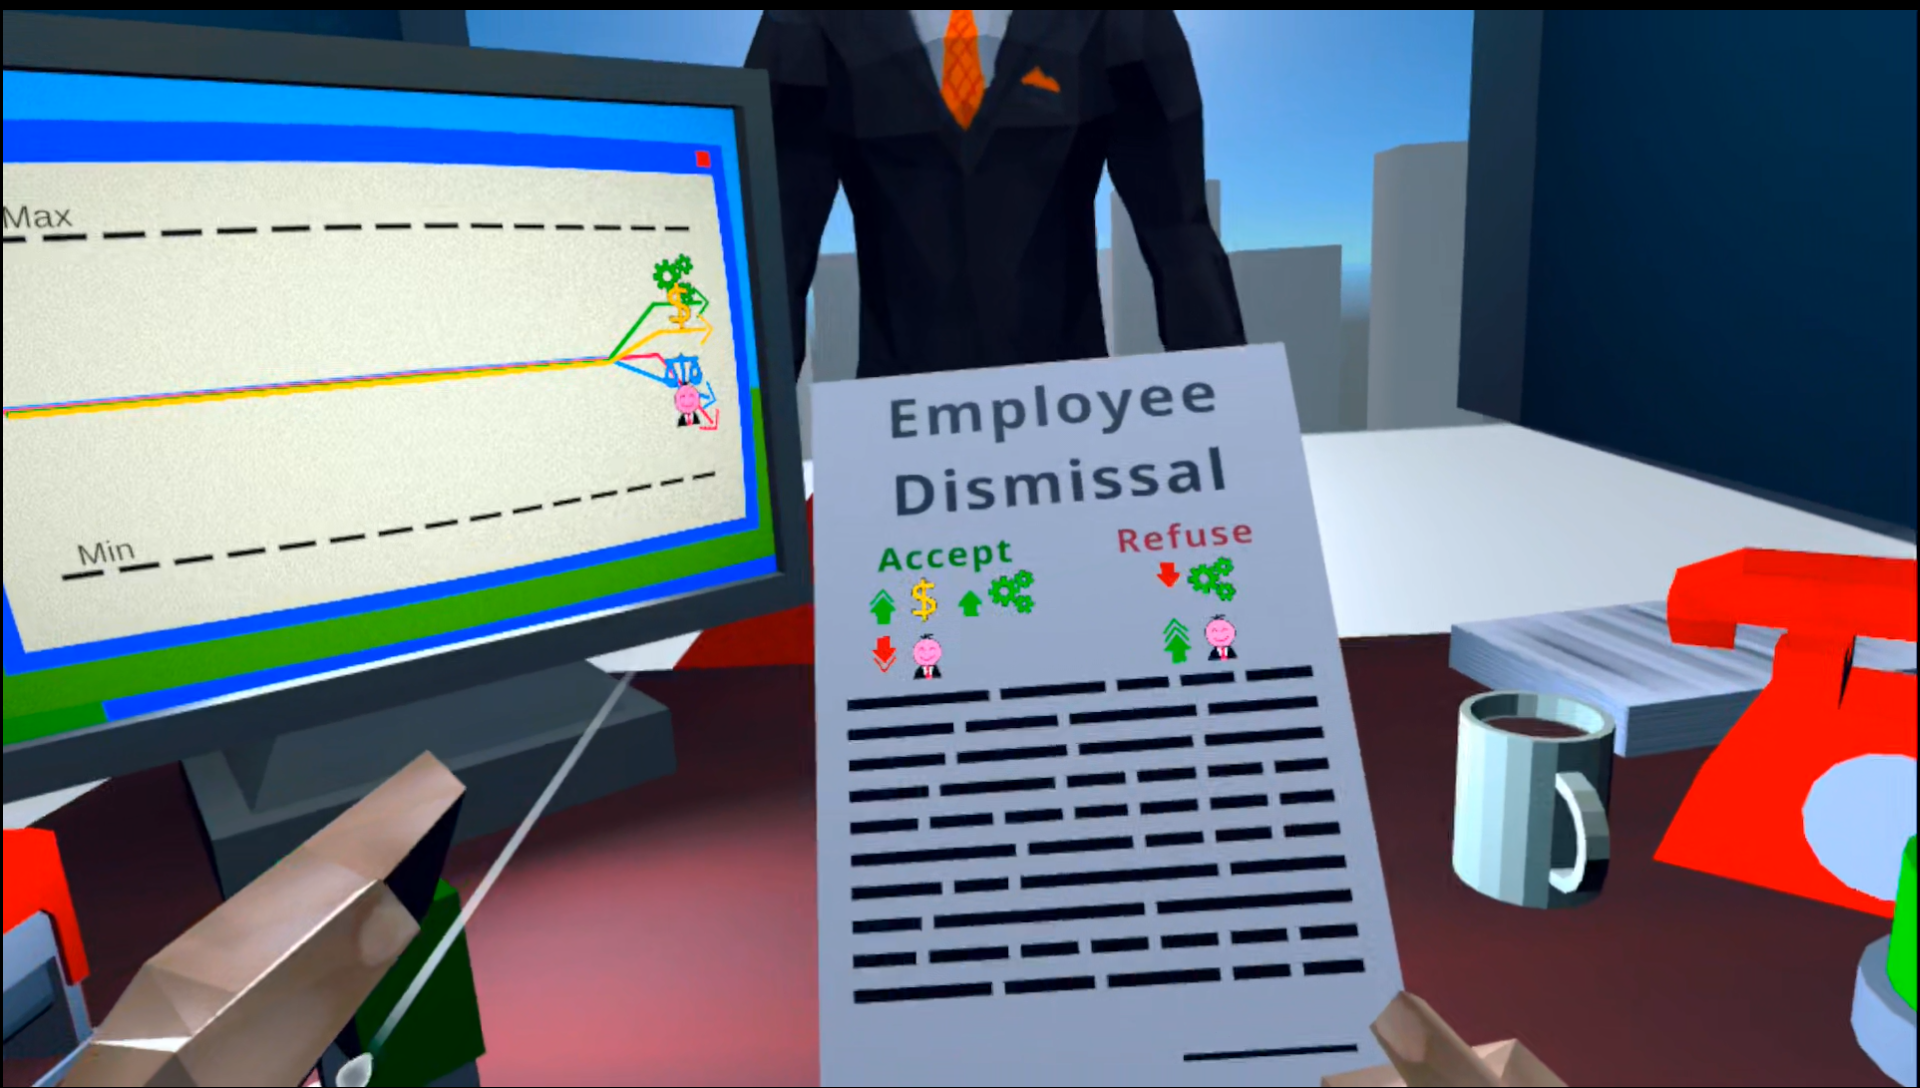 Max
Min
Employee
Dismissal
Accept
Refuse
$
$